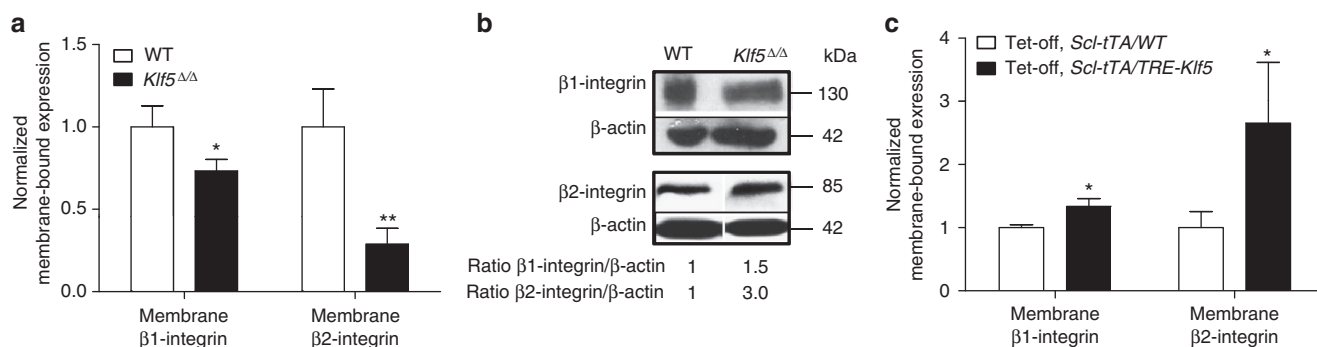 a
Normalized
membrane-bound expression
1.5
1.0
0.5
0.0
WT
Klf5 Δ/Δ
*
**
Membrane
β1-integrin
Membrane
β2-integrin
b
WT Klf5 Δ/Δ kDa
β1-integrin 130
β-actin 42
β2-integrin 85
β-actin 42
Ratio β1-integrin/β-actin 1 1.5
Ratio β2-integrin/β-actin 1 3.0
c
Normalized
membrane-bound expression
4
3
2
1
0
Tet-off, Scl-tTA/WT
Tet-off, Scl-tTA/TRE-Klf5
*
*
Membrane
β1-integrin
Membrane
β2-integrin